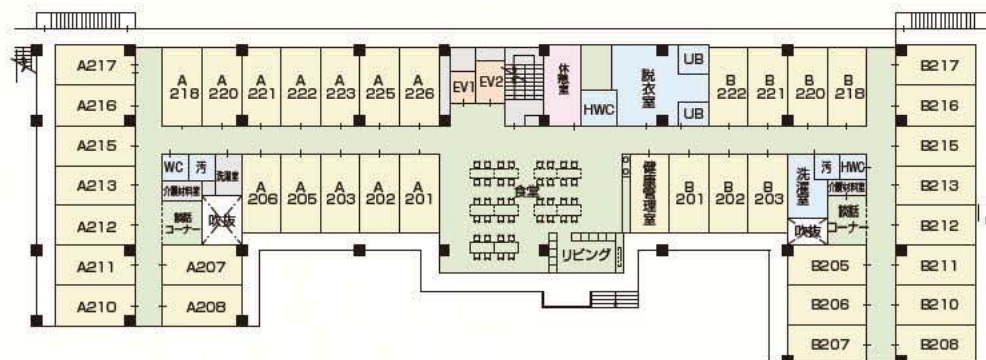 A217
A
218
A
220
A
221
A
222
A
223
A
225
A
226
EV1
EV2
休憩室
HWC
脱衣室
UB
UB
B
222
B
221
B
220
B
218
B217
A216
B216
A215
B215
WC
汚
洗濯室
介護材料室
談話
コーナー
吹抜
A
206
A
205
A
203
A
202
A
201
食堂
健康管理室
B
201
B
202
B
203
洗濯室
汚
HWC
介護材料室
談話
コーナー
吹抜
A213
B213
A212
B212
A211
A207
リビング
B205
B211
A210
A208
B206
B210
B207
B208